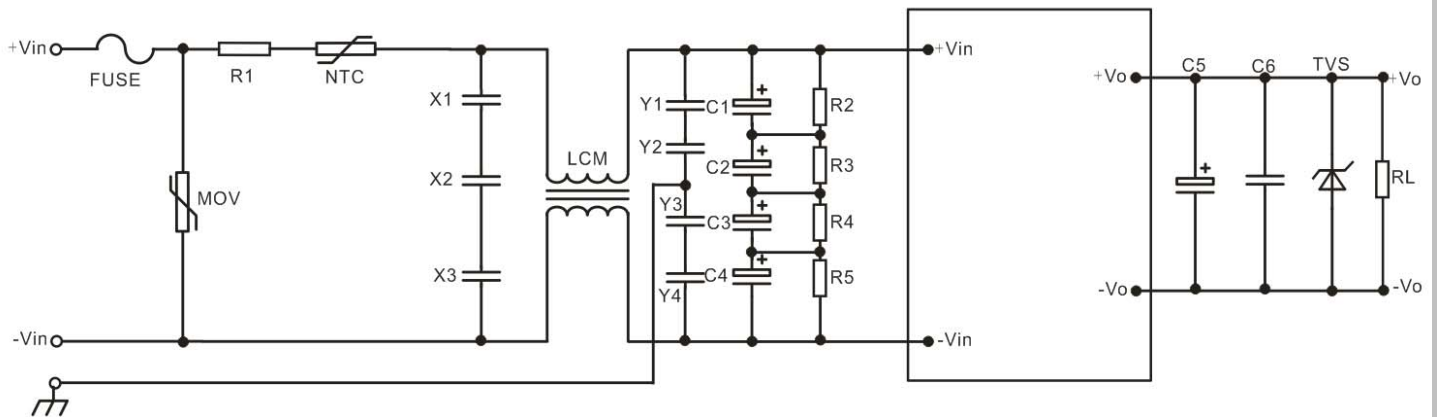 +Vin
FUSE
R1
NTC
MOV
X1
X2
X3
LCM
Y1
Y2
Y3
Y4
C1
+
C2
+
C3
+
C4
+
R2
R3
R4
R5
+Vin
-Vin
+Vo
-Vo
C5
+
C6
TVS
RL
+Vo
-Vo
-Vin